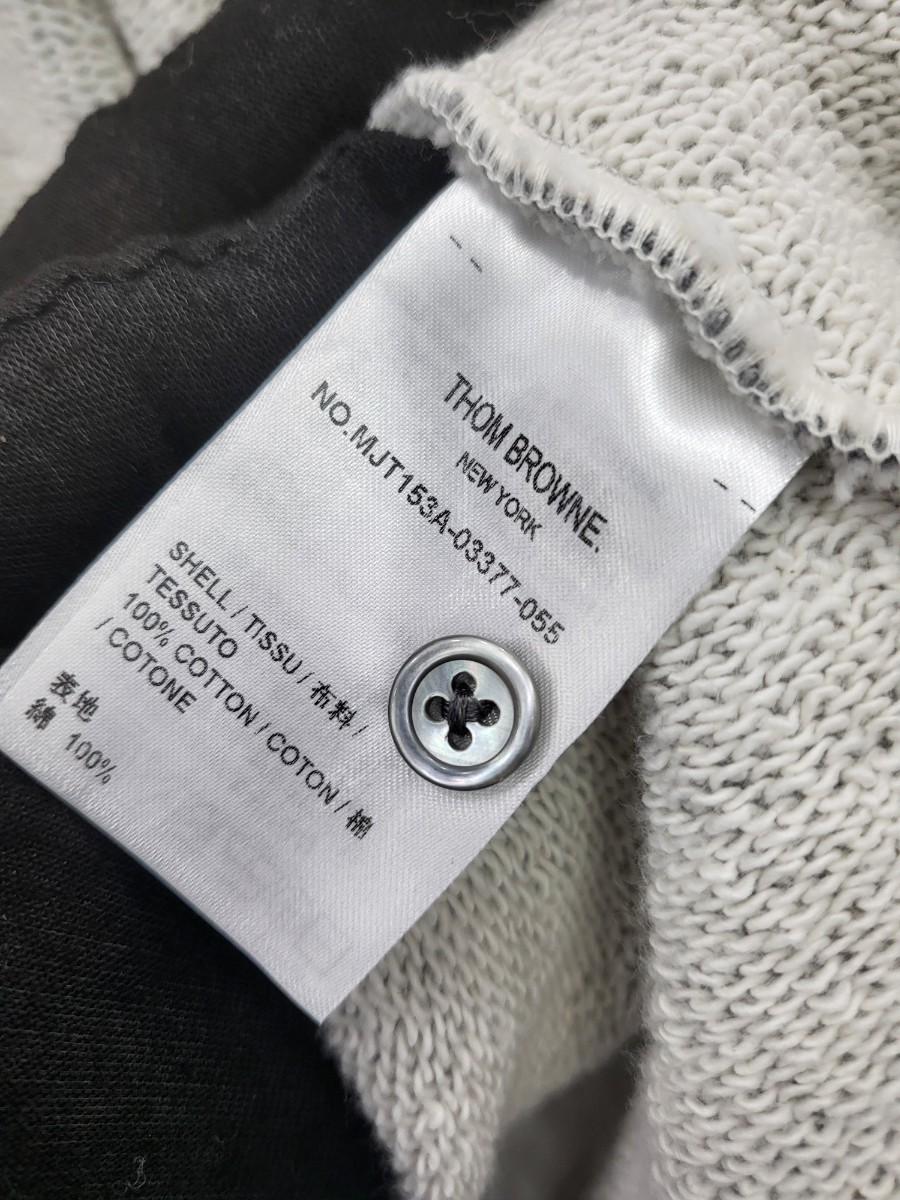 THOM BROWNE.
NEW YORK
NO.MJT153A-03377-055
SHELL / TISSU / 布料 /
TESSUTO
100% COTTON / COTON / 棉
/ COTONE
表地
綿 100%